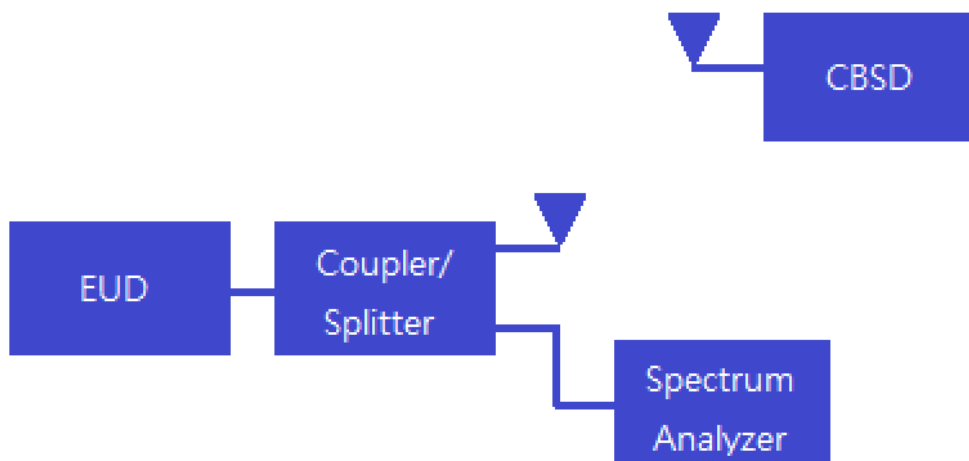 CBSD
EUD
Coupler/
Splitter
Spectrum
Analyzer